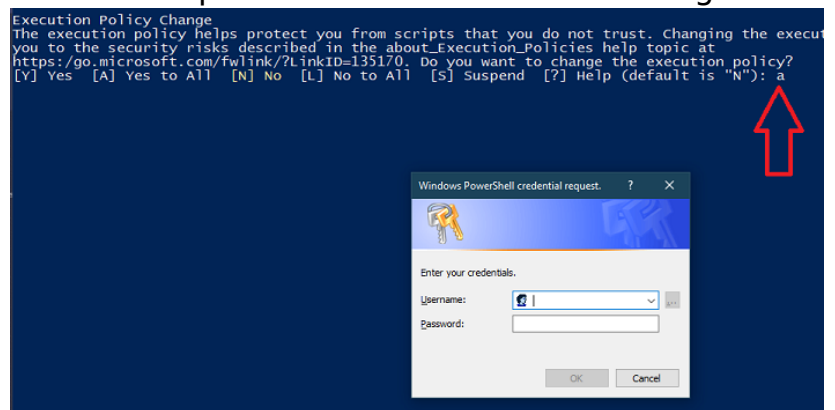 Execution Policy Change
The execution policy helps protect you from scripts that you do not trust. Changing the execut
you to the security risks described in the about_Execution_Policies help topic at
https:/go.microsoft.com/fwlink/?LinkID=135170. Do you want to change the execution policy?
[Y] Yes [A] Yes to All [N] No [L] No to All [S] Suspend [?] Help (default is "N"): a
Windows PowerShell credential request. ? X
Enter your credentials.
Username:
...
Password:
OK Cancel